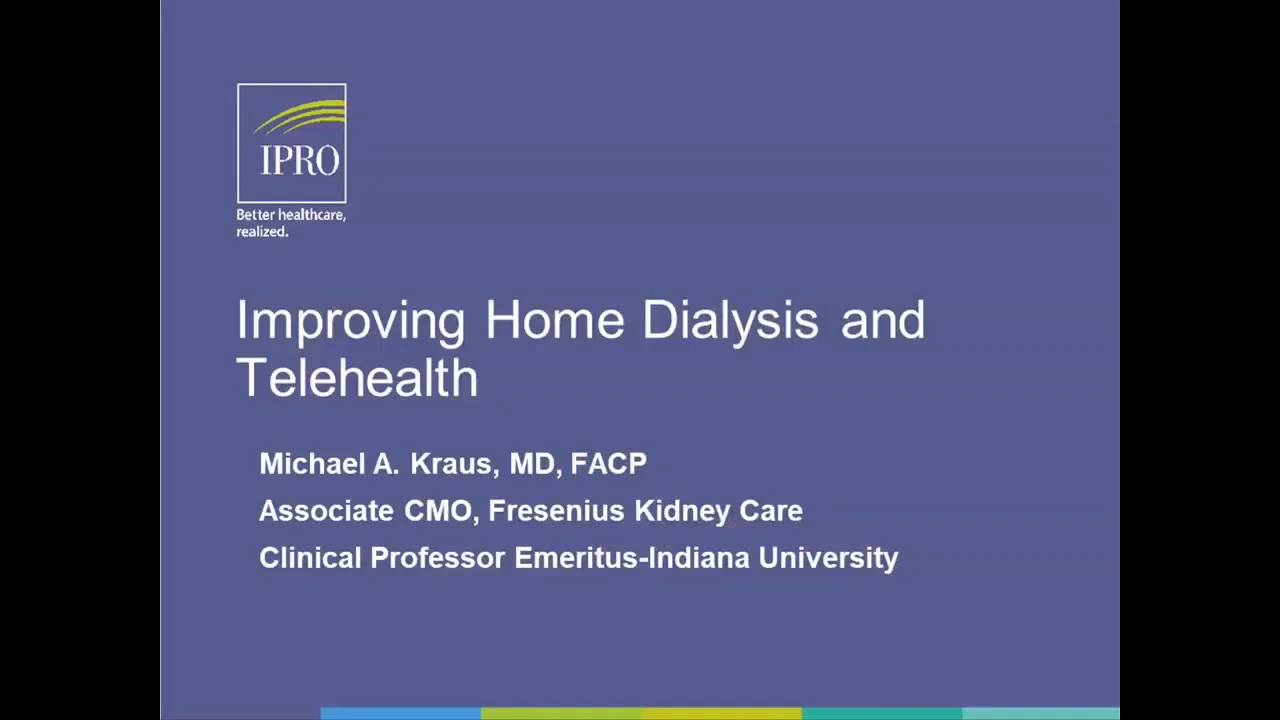 IPRO
Better healthcare,
realized.
Improving Home Dialysis and
Telehealth
Michael A. Kraus, MD, FACP
Associate CMO, Fresenius Kidney Care
Clinical Professor Emeritus-Indiana University